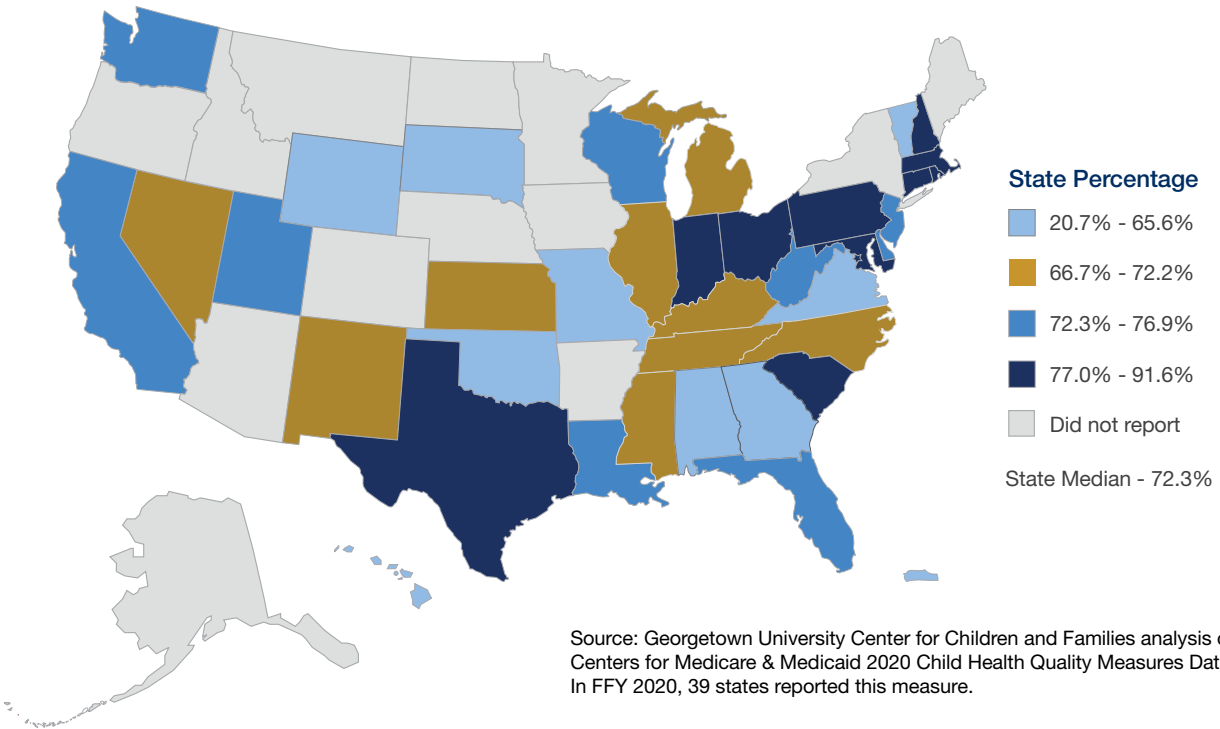 State Percentage
20.7% - 65.6%
66.7% - 72.2%
72.3% - 76.9%
77.0% - 91.6%
Did not report
State Median - 72.3%
Source: Georgetown University Center for Children and Families analysis
Centers for Medicare & Medicaid 2020 Child Health Quality Measures
In FFY 2020, 39 states reported this measure.